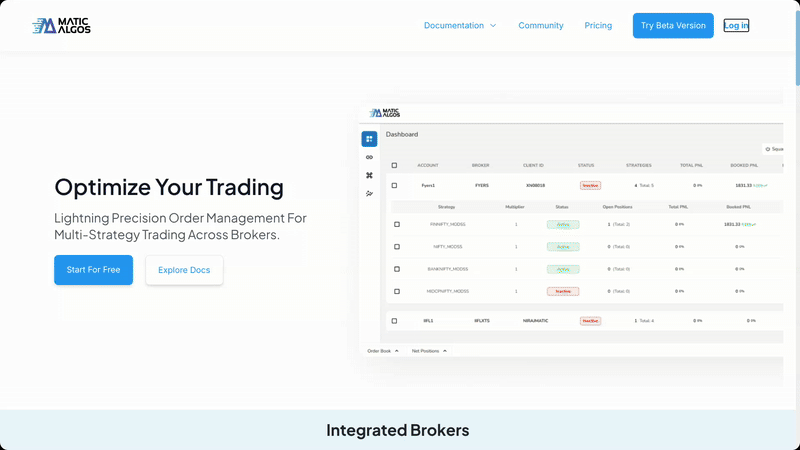 MATIC
ALGOS
Documentation
Community
Pricing
Try Beta Version
Log in
Optimize Your Trading
Lightning Precision Order Management For
Multi-Strategy Trading Across Brokers.
Start For Free
Explore Docs
MATIC
ALGOS
Dashboard
Squa
ACCOUNT BROKER CLIENT ID STATUS STRATEGIES TOTAL PNL BOOKED PNL
Fyers1 FYERS Inactive 4 Total: 5 0 0% 1831.33
Strategy Multiplier Status Open Positions Total PNL Booked PNL
FINNIFTY_MODSS 1 Active 1 (Total: 2) 0 0% 1831.33
NIFTY_MODSS 1 Active 0 (Total: 0) 0 0% 0 0%
BANKNIFTY_MODSS 1 Active 0 (Total: 0) 0 0% 0 0%
MIDCPNIFTY_MODSS 1 Inactive 0 (Total: 0) 0 0% 0 0%
IIFL1 IIFLXTS NIRAJMATIC Inactive 1 Total: 4 0 0% 0 0%
Order Book
Net Positions
Integrated Brokers